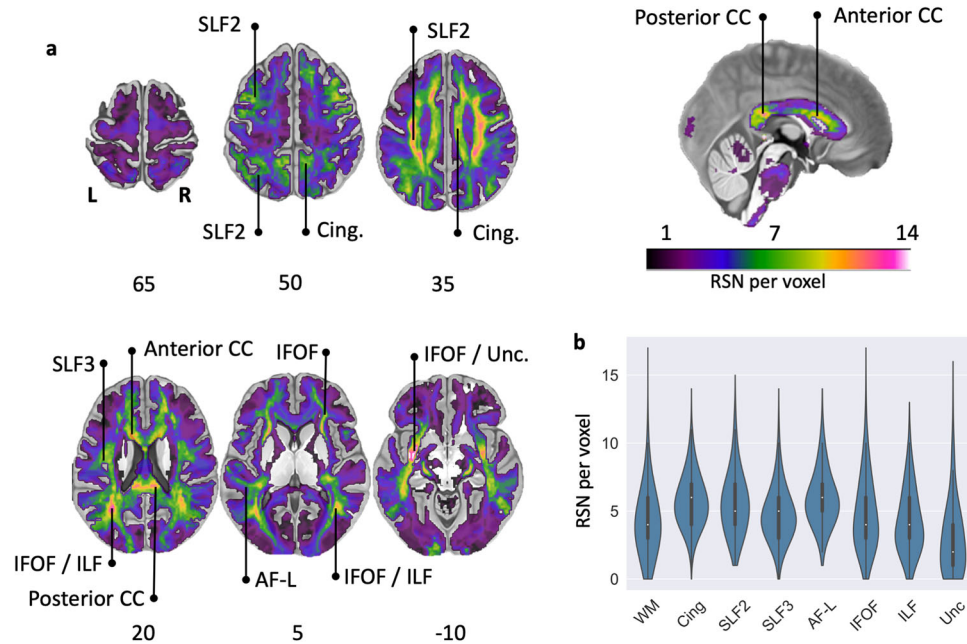 a
SLF2
SLF2
L
R
SLF2
Cing.
Cing.
65
50
35
Posterior CC
Anterior CC
1
7
14
RSN per voxel
SLF3
Anterior CC
IFOF
IFOF / Unc.
IFOF / ILF
Posterior CC
AF-L
IFOF / ILF
20
5
-10
b
RSN per voxel
15
10
5
0
WM
Cing
SLF2
SLF3
AF-L
IFOF
ILF
Unc